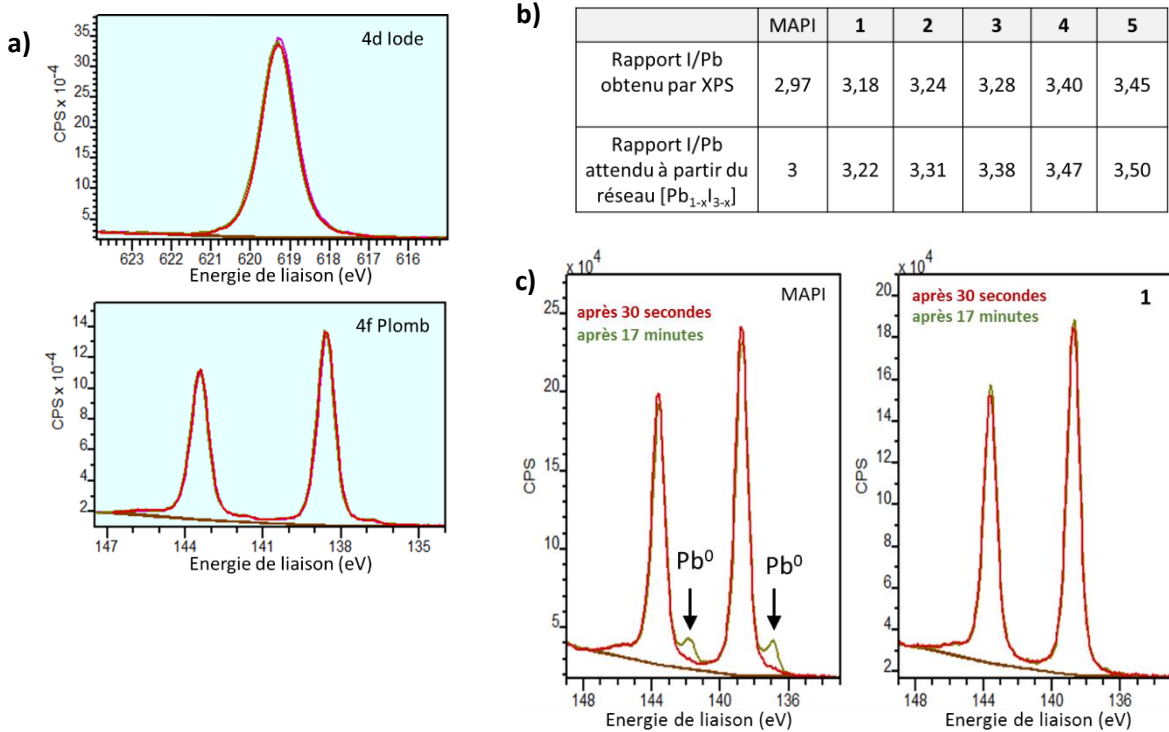 a)
4d Iode
CPS x 10⁻⁴
35
30
25
20
15
10
5
623 622 621 620 619 618 617 616
Energie de liaison (eV)
4f Plomb
CPS x 10⁻⁴
14
12
10
8
6
4
2
147 144 141 138 135
Energie de liaison (eV)
b)
MAPI 1 2 3 4 5
Rapport I/Pb
obtenu par XPS
2,97 3,18 3,24 3,28 3,40 3,45
Rapport I/Pb
attendu à partir du
réseau [Pb₁₋ₓI₃₋ₓ]
3 3,22 3,31 3,38 3,47 3,50
c)
x 10⁴
MAPI
après 30 secondes
après 17 minutes
CPS
25
20
15
10
5
Pb⁰
Pb⁰
148 144 140 136
Energie de liaison (eV)
x 10⁴
1
après 30 secondes
après 17 minutes
CPS
20
18
16
14
12
10
8
6
4
2
148 144 140 136
Energie de liaison (eV)